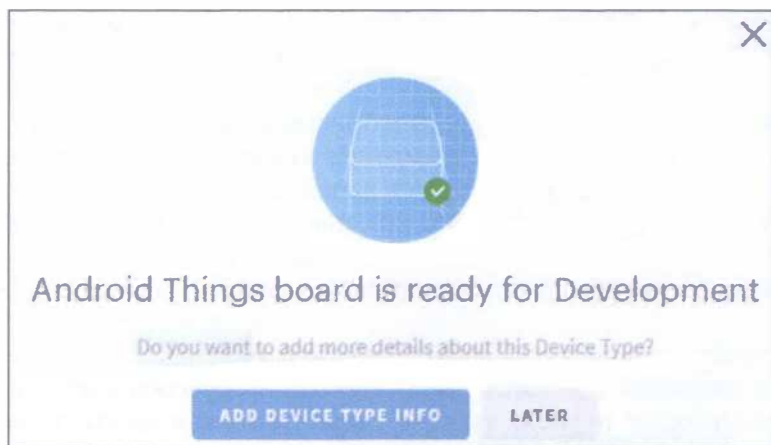 Android Things board is ready for Development
Do you want to add more details about this Device Type?
ADD DEVICE TYPE INFO LATER